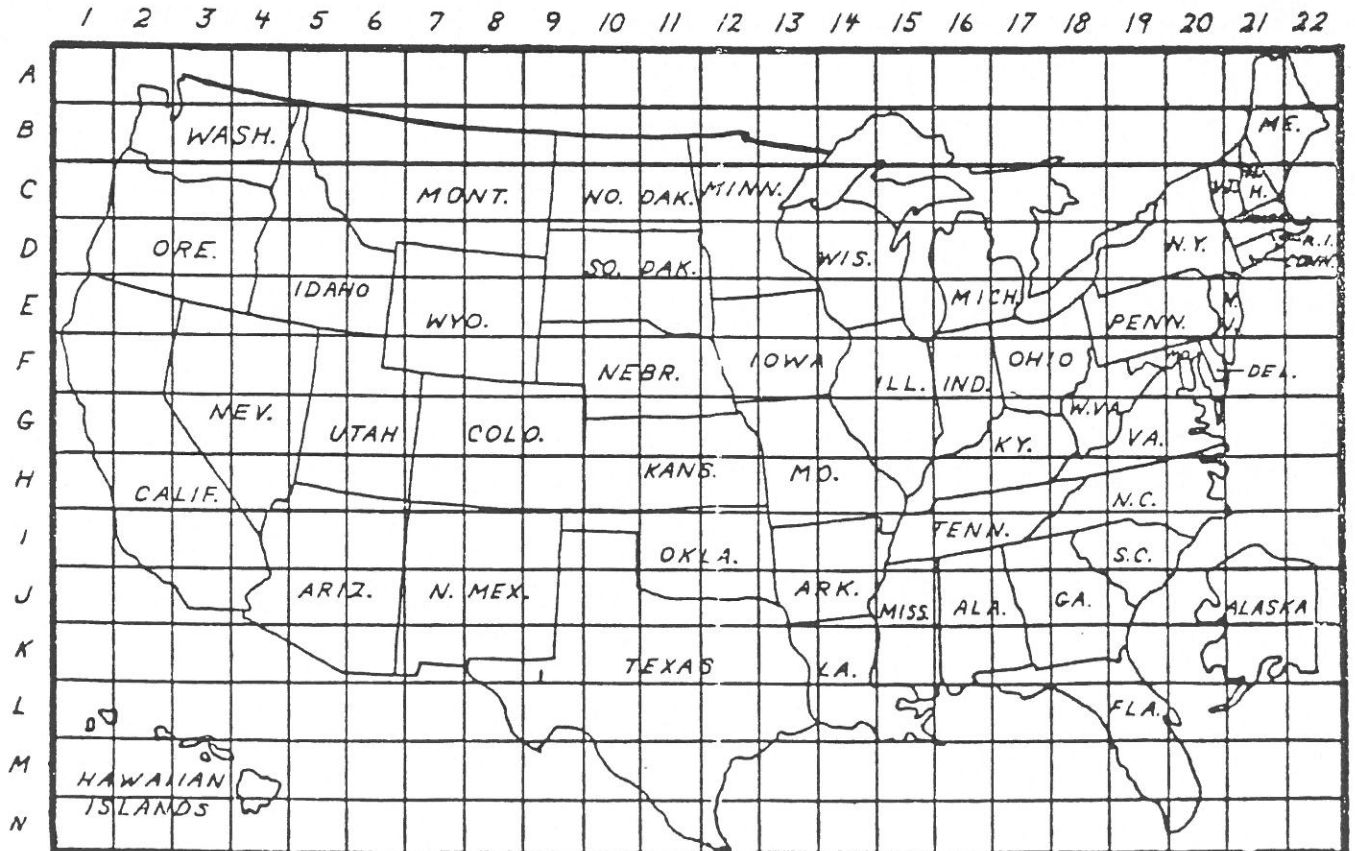 1 2 3 4 5 6 7 8 9 10 11 12 13 14 15 16 17 18 19 20 21 22
A
B WASH. ME.
C MONT. NO. DAK. MINN. H.
D ORE. SO. DAK. WIS. N.Y. R.I.
CONN.
E IDAHO WYO. MICH. PENN. N.
J.
F NEBR. IOWA ILL. IND. OHIO MD. DEL.
G NEV. UTAH COLO. KY. W.VA. VA.
H CALIF. KANS. MO. N.C.
I OKLA. TENN. S.C.
J ARIZ. N. MEX. ARK. MISS. ALA. GA. ALASKA
K TEXAS LA.
L FLA.
M HAWAIIAN
ISLANDS
N